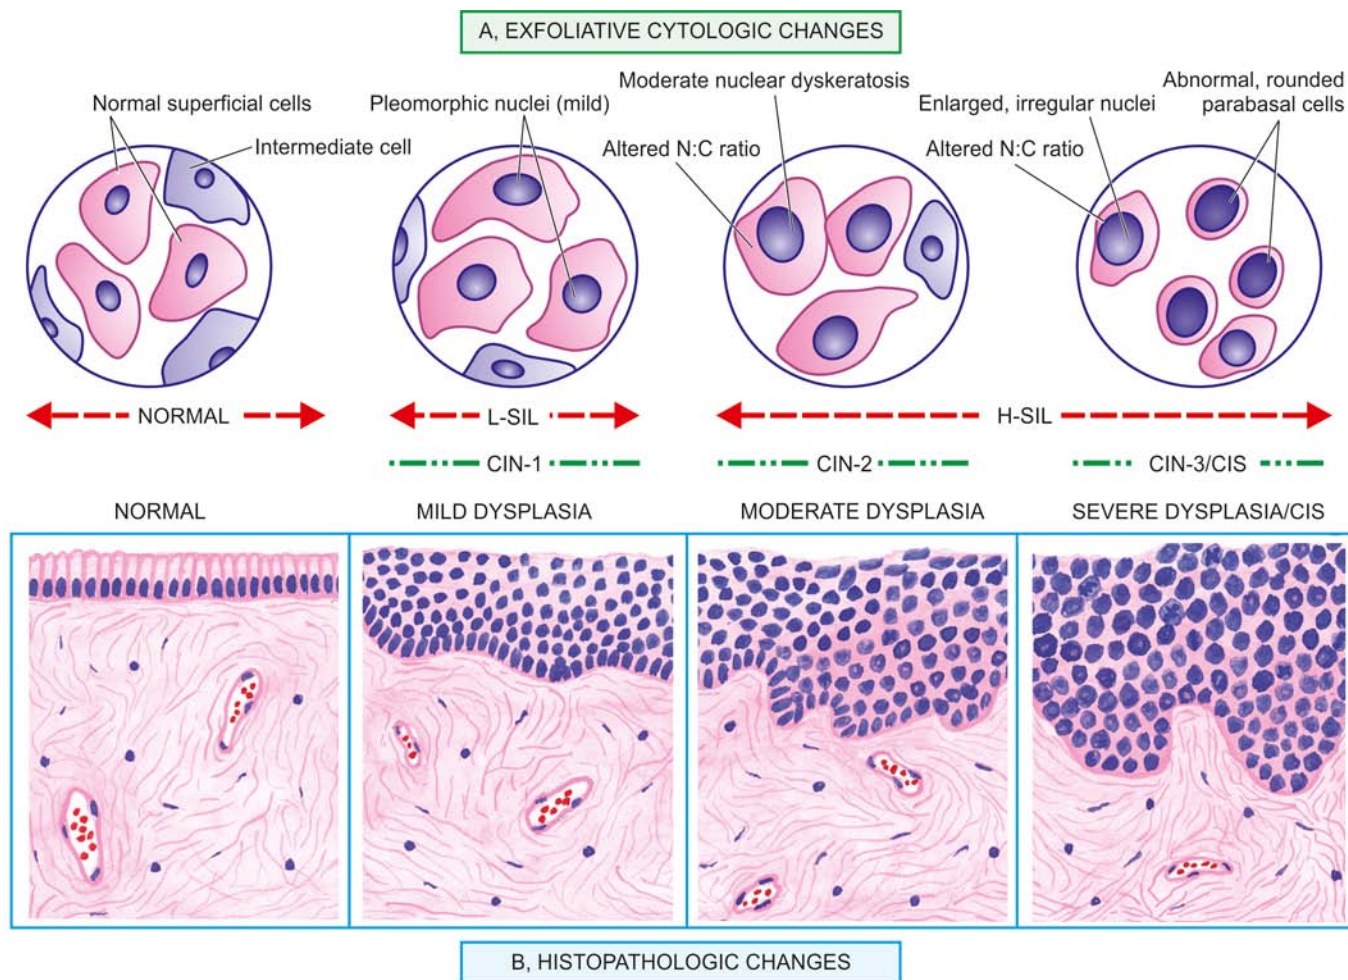 A, EXFOLIATIVE CYTOLOGIC CHANGES
Normal superficial cells
Intermediate cell
Pleomorphic nuclei (mild)
Moderate nuclear dyskeratosis
Altered N:C ratio
Enlarged, irregular nuclei
Altered N:C ratio
Abnormal, rounded
parabasal cells
NORMAL
L-SIL
H-SIL
CIN-1
CIN-2
CIN-3/CIS
NORMAL
MILD DYSPLASIA
MODERATE DYSPLASIA
SEVERE DYSPLASIA/CIS
B, HISTOPATHOLOGIC CHANGES